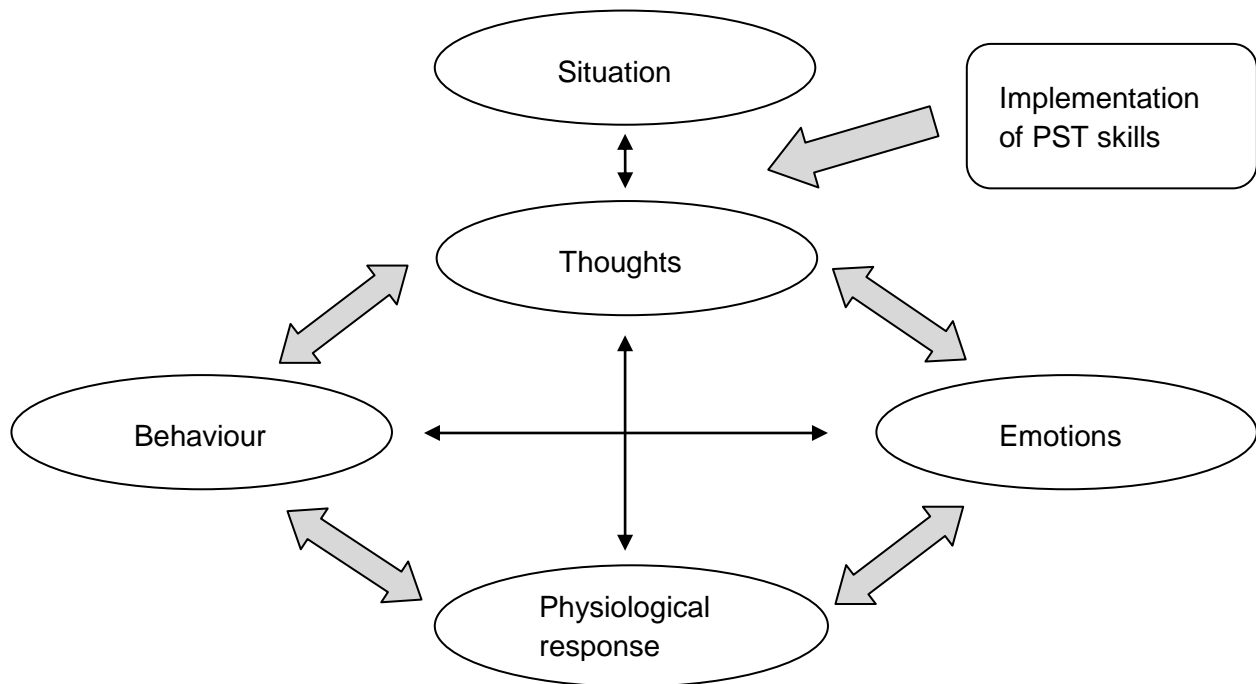 Situation
Implementation
of PST skills
Thoughts
Behaviour
Emotions
Physiological
response